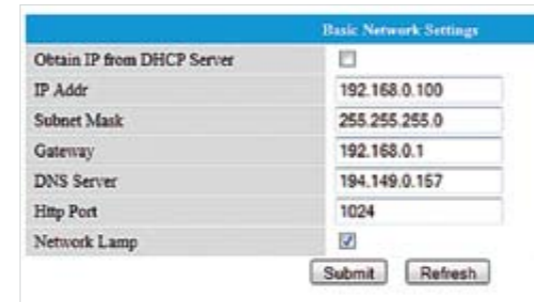 Basic Network Settings
Obtain IP from DHCP Server
IP Addr 192.168.0.100
Subnet Mask 255.255.255.0
Gateway 192.168.0.1
DNS Server 194.149.0.157
Http Port 1024
Network Lamp
Submit Refresh